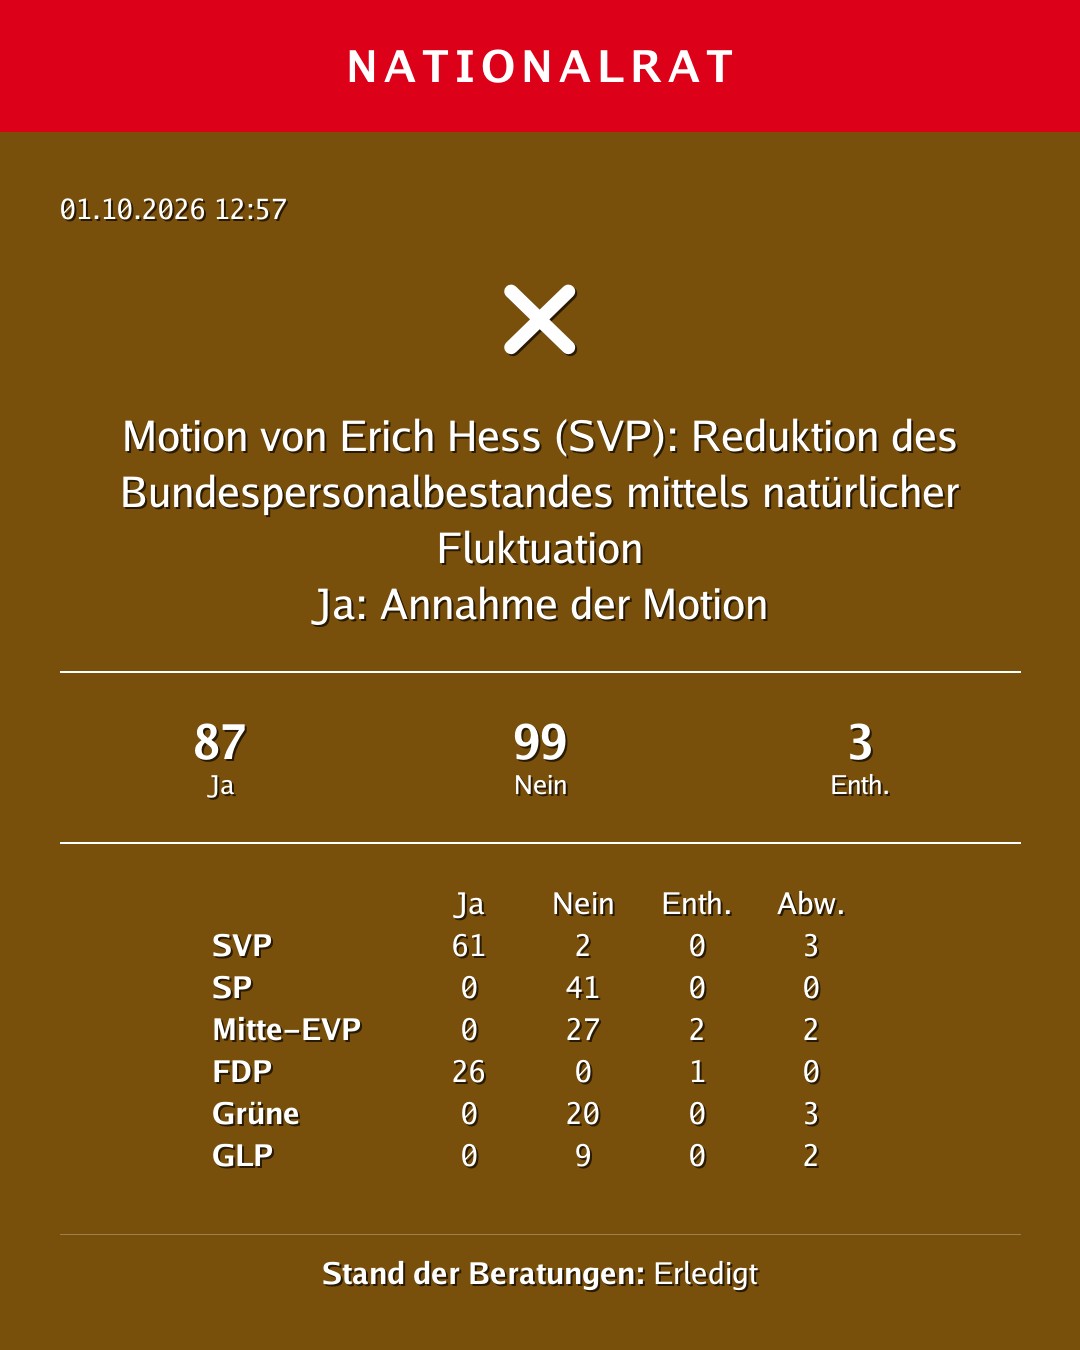 NATIONALRAT
01.10.2026 12:57
Motion von Erich Hess (SVP): Reduktion des
Bundespersonalbestandes mittels natürlicher
Fluktuation
Ja: Annahme der Motion
87 99 3
Ja Nein Enth.
Ja Nein Enth. Abw.
SVP 61 2 0 3
SP 0 41 0 0
Mitte-EVP 0 27 2 2
FDP 26 0 1 0
Grüne 0 20 0 3
GLP 0 9 0 2
Stand der Beratungen: Erledigt